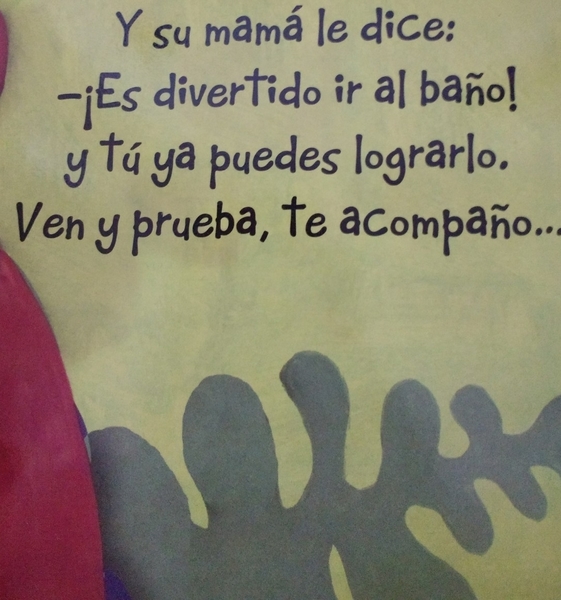 Y su mamá le dice:
–¡Es divertido ir al baño!
y tú ya puedes lograrlo.
Ven y prueba, te acompaño...